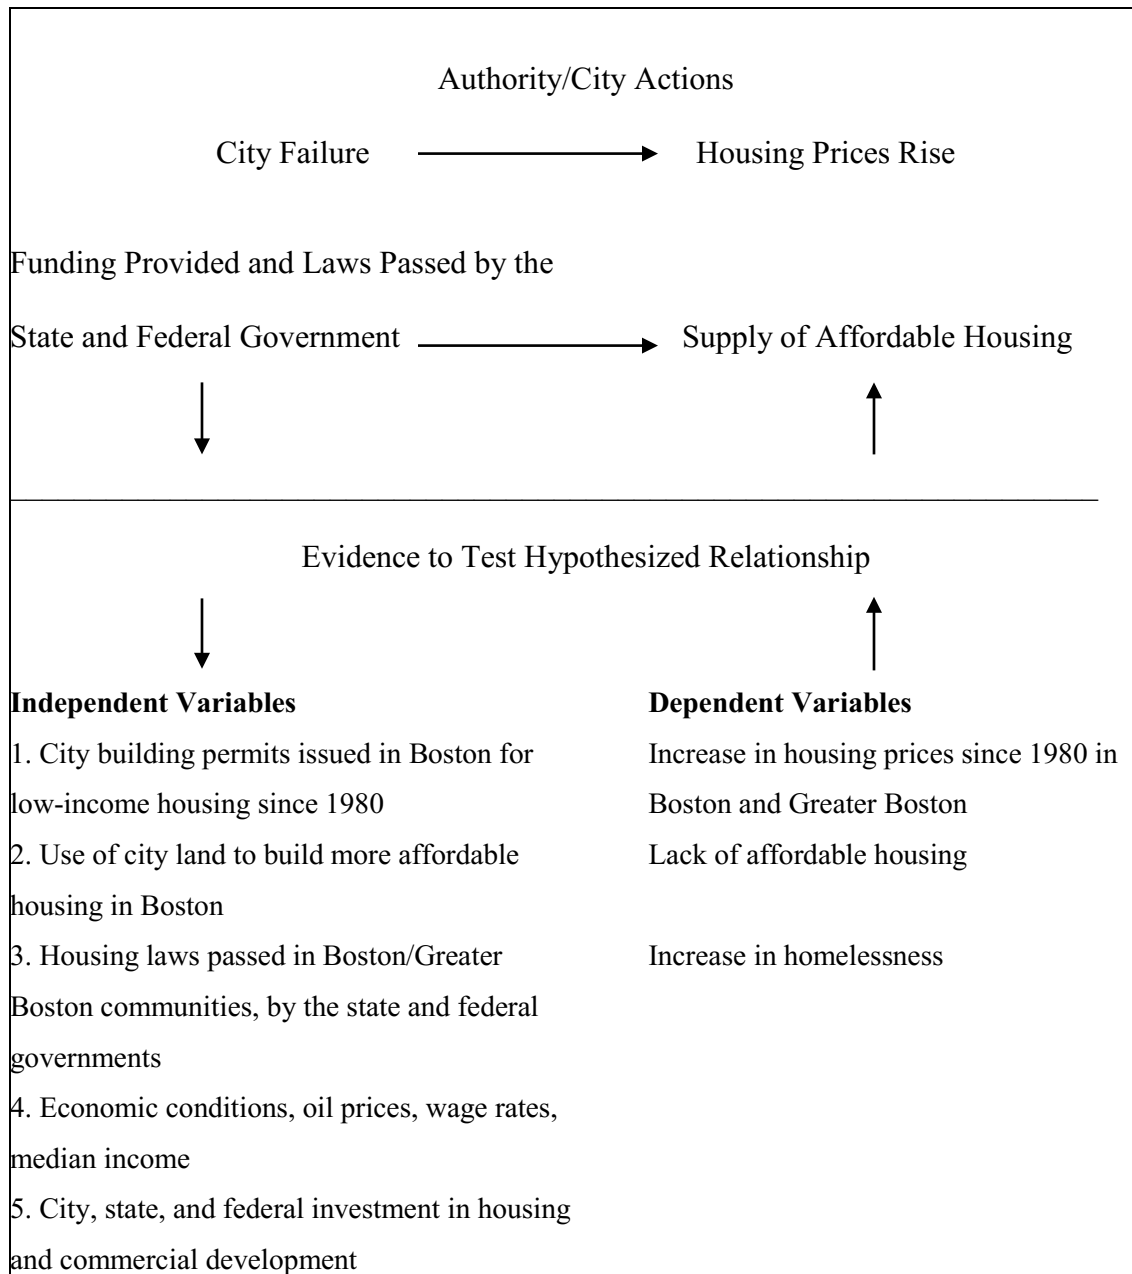 Authority/City Actions
City Failure Housing Prices Rise
Funding Provided and Laws Passed by the
State and Federal Government Supply of Affordable Housing
Evidence to Test Hypothesized Relationship
Independent Variables Dependent Variables
1. City building permits issued in Boston for Increase in housing prices since 1980 in
low-income housing since 1980 Boston and Greater Boston
2. Use of city land to build more affordable Lack of affordable housing
housing in Boston
3. Housing laws passed in Boston/Greater Increase in homelessness
Boston communities, by the state and federal
governments
4. Economic conditions, oil prices, wage rates,
median income
5. City, state, and federal investment in housing
and commercial development